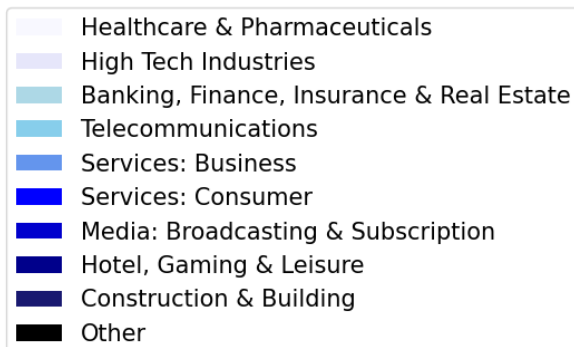 Healthcare & Pharmaceuticals
High Tech Industries
Banking, Finance, Insurance & Real Estate
Telecommunications
Services: Business
Services: Consumer
Media: Broadcasting & Subscription
Hotel, Gaming & Leisure
Construction & Building
Other